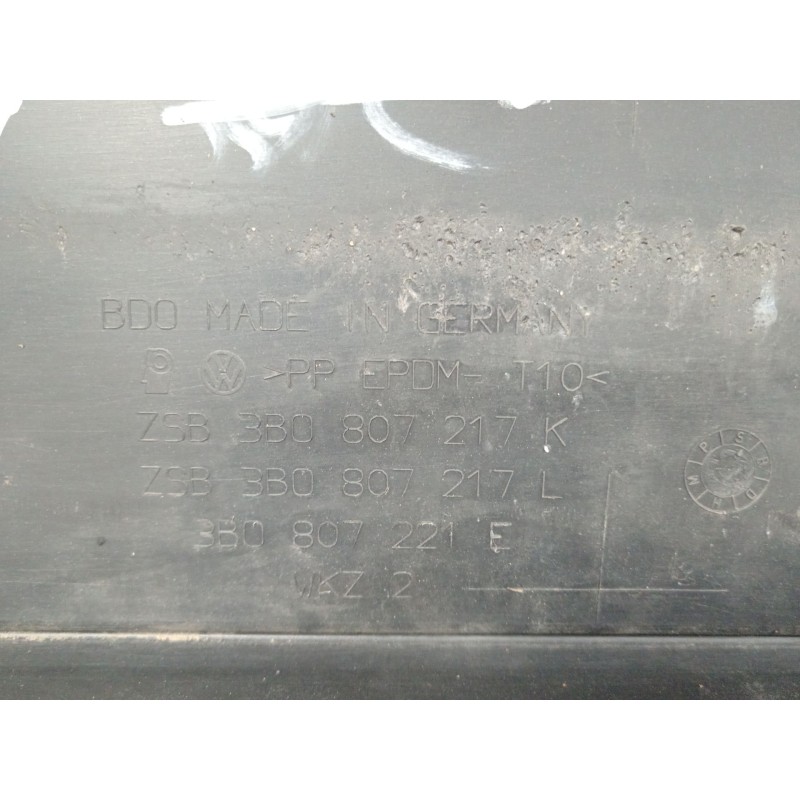 BDO MADE IN GERMANY
>PP EPDM- T10<
ZSB 3B0 807 217 K
ZSB 3B0 807 217 L
3B0 807 221 E
WKZ 2